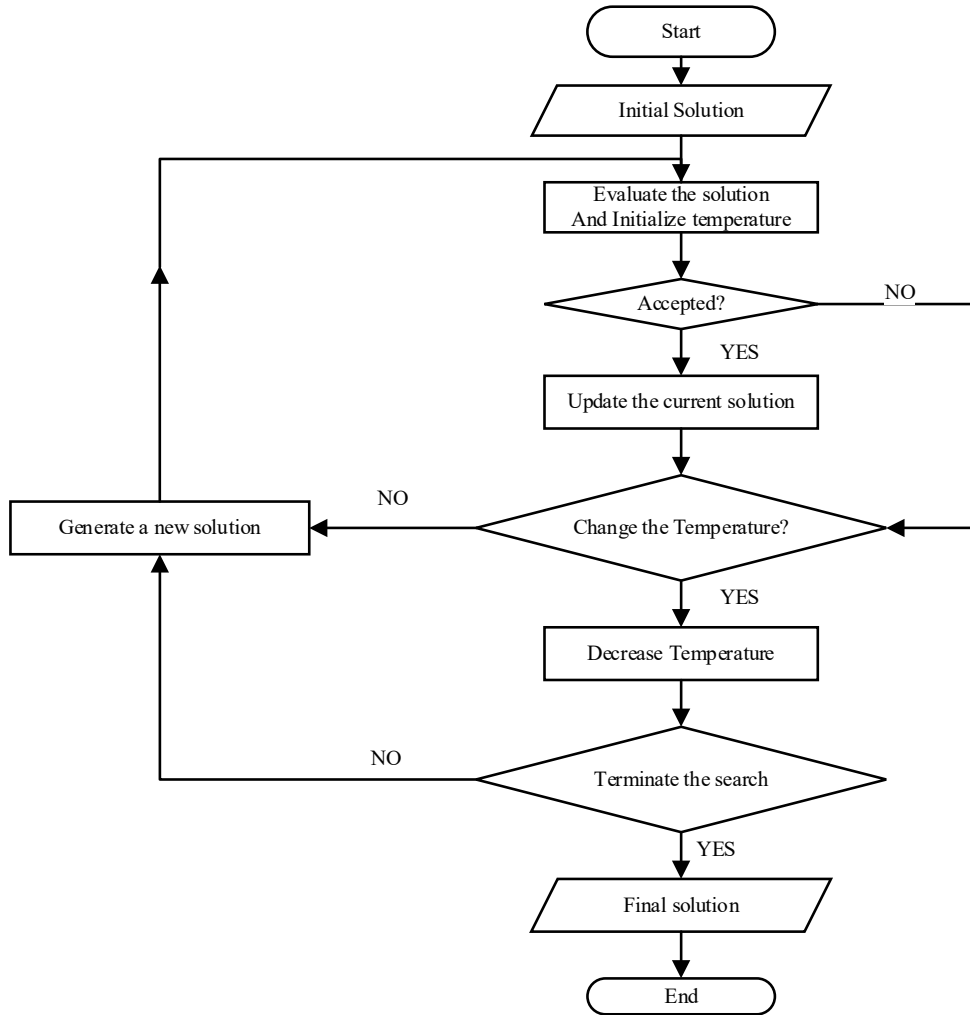 Start
Initial Solution
Evaluate the solution
And Initialize temperature
Accepted?
NO
YES
Update the current solution
NO
Generate a new solution
Change the Temperature?
YES
Decrease Temperature
NO
Terminate the search
YES
Final solution
End